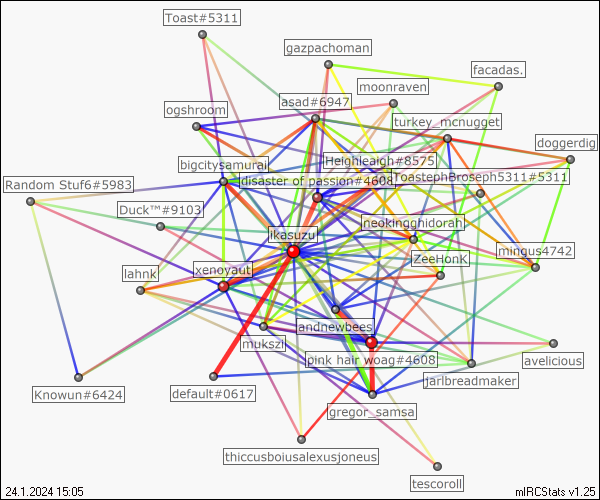 Toast#5311
gazpachoman
facadas.
moonraven
ogshroom
asad#6947
turkey_mcnugget
doggerdig
bigcitysamurai
Heighleaigh#8575
disaster of passion#4608
ToastephBroseph5311#5311
Random Stuf6#5983
Duck™#9103
ikasuzu
neokingghidorah
mingus4742
lahnk
xenoyaut
ZeeHonk
andnewbees
mukszi
pink hair woag#4608
avelicious
jarlbreadmaker
Knowun#6424
default#0617
gregor_samsa
thiccusboiusalexusjoneus
tescoroll
24.1.2024 15:05
mIRCStats v1.25